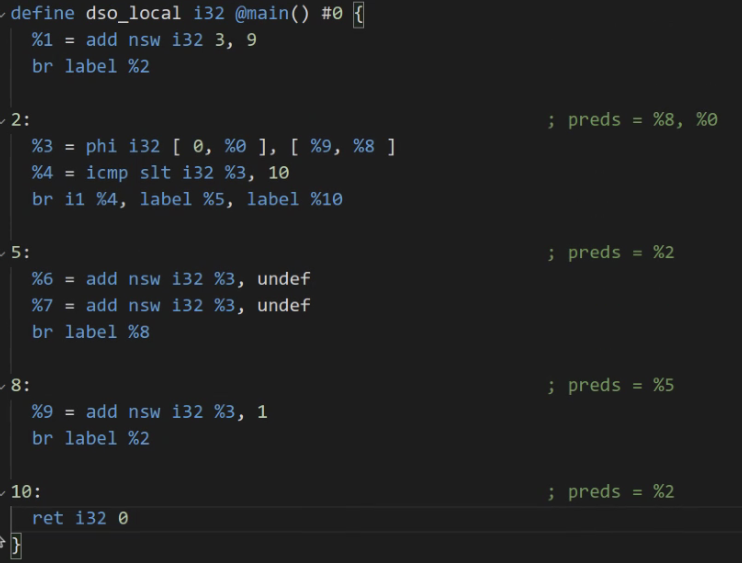 define dso_local i32 @main() #0 {
%1 = add nsw i32 3, 9
br label %2
2: ; preds = %8, %0
%3 = phi i32 [ 0, %0 ], [ %9, %8 ]
%4 = icmp slt i32 %3, 10
br i1 %4, label %5, label %10
5: ; preds = %2
%6 = add nsw i32 %3, undef
%7 = add nsw i32 %3, undef
br label %8
8: ; preds = %5
%9 = add nsw i32 %3, 1
br label %2
10: ; preds = %2
ret i32 0
}